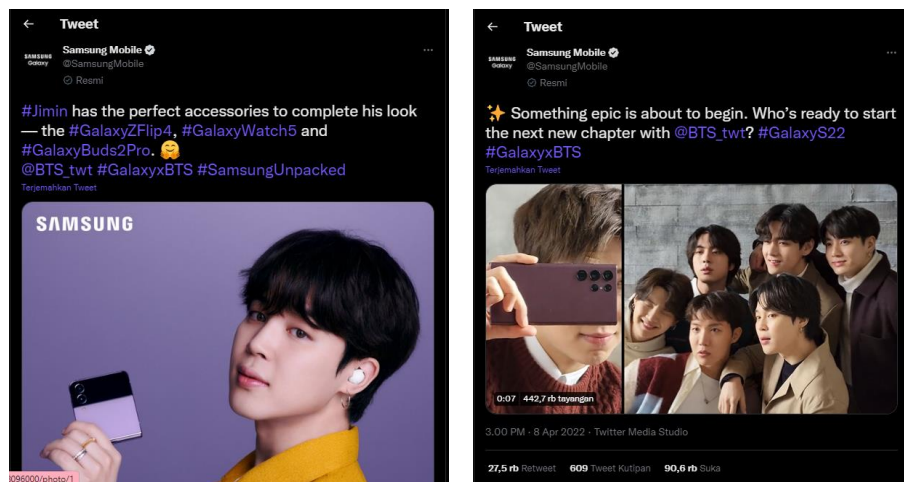 Tweet
Samsung Mobile
@SamsungMobile
Resmi
#Jimin has the perfect accessories to complete his look
— the #GalaxyZFlip4, #GalaxyWatch5 and
#GalaxyBuds2Pro. 🤗
@BTS_twt #GalaxyxBTS #SamsungUnpacked
Terjemahkan Tweet
SAMSUNG
096000/photo/1
Tweet
Samsung Mobile
@SamsungMobile
Resmi
✨ Something epic is about to begin. Who's ready to start
the next new chapter with @BTS_twt? #GalaxyS22
#GalaxyxBTS
Terjemahkan Tweet
0:07 442,7 rb tayangan
3.00 PM · 8 Apr 2022 · Twitter Media Studio
27,5 rb Retweet 609 Tweet Kutipan 90,6 rb Suka